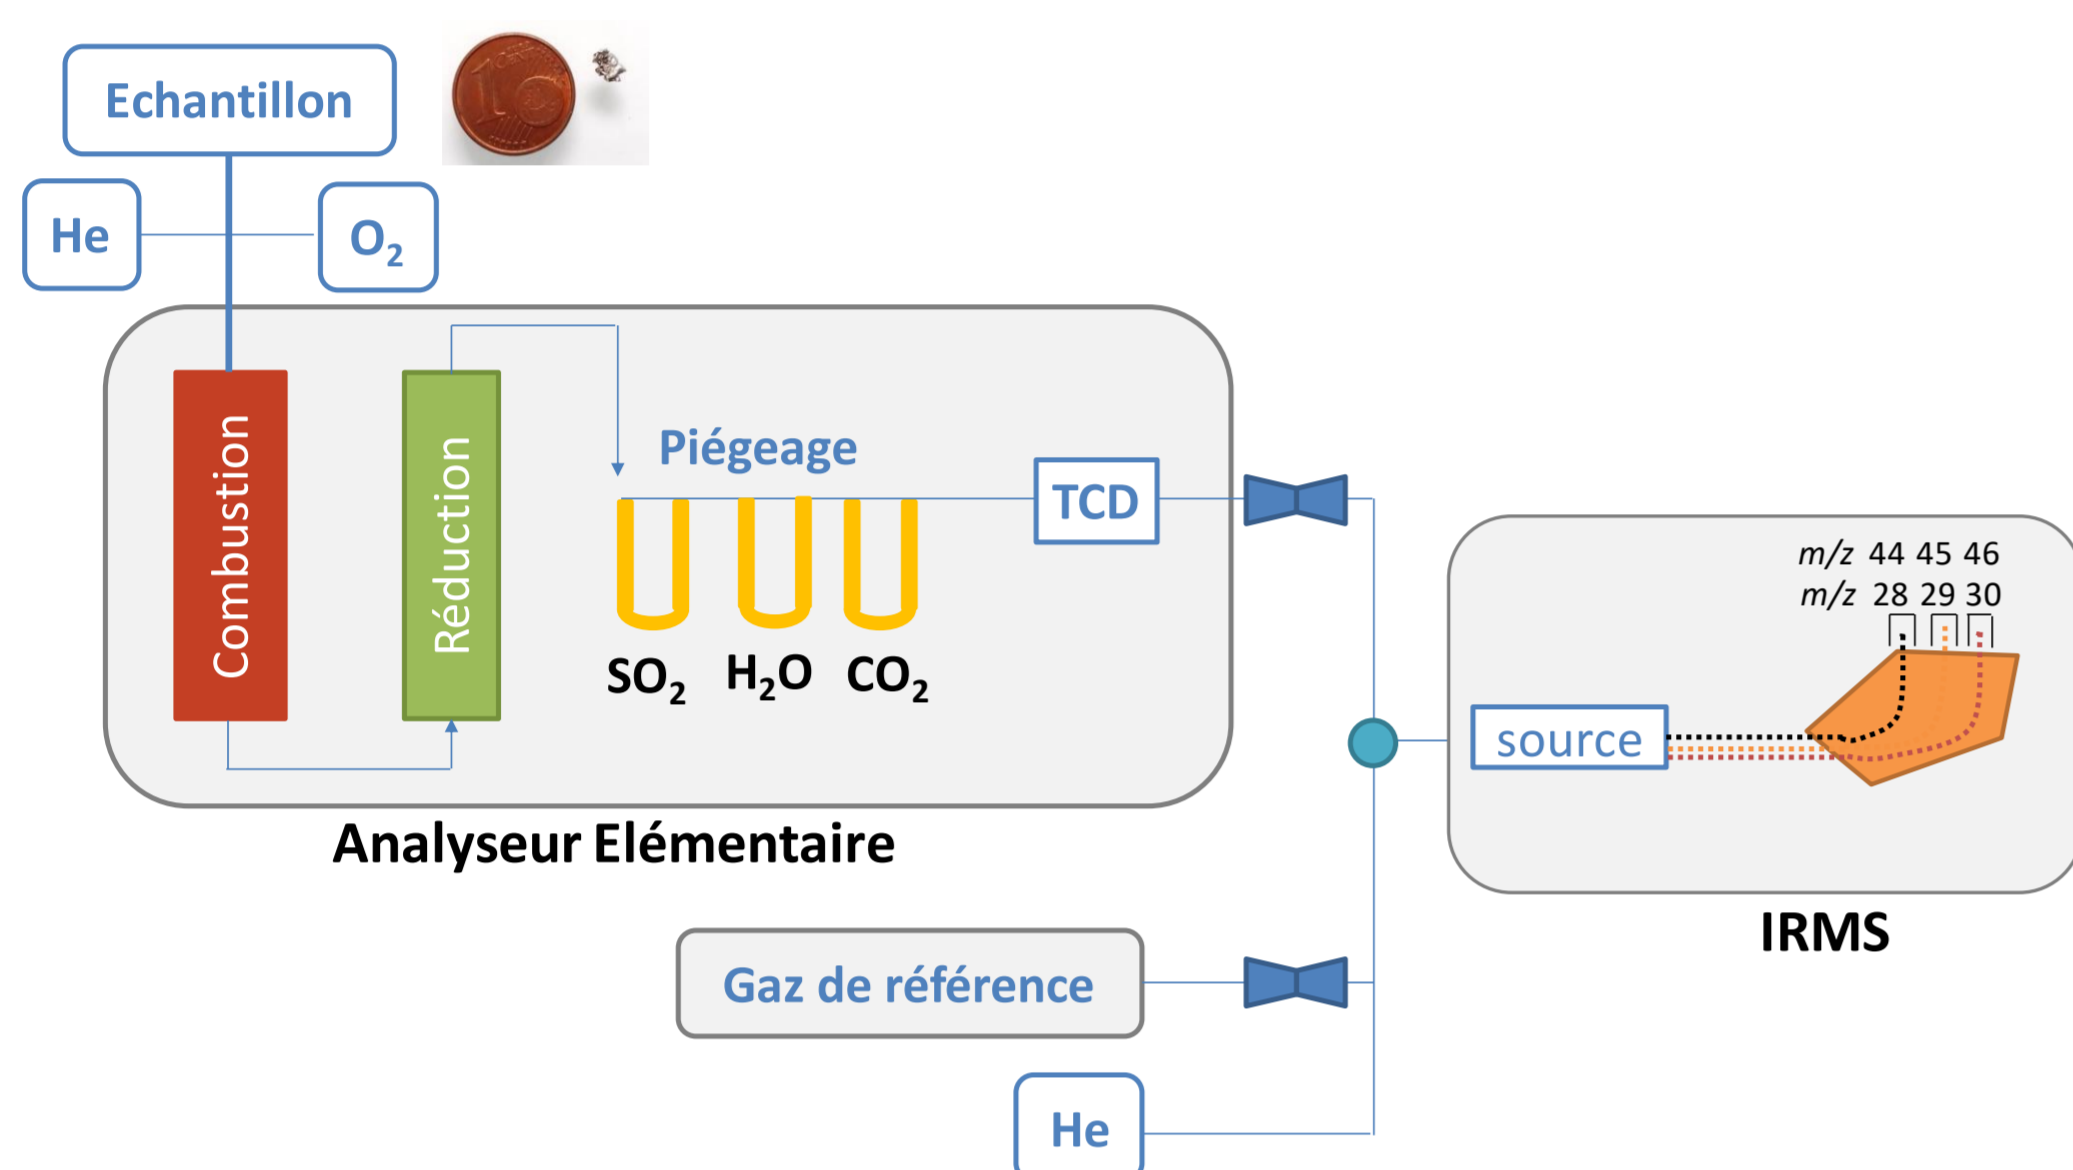 Echantillon
1
He
O₂
Combustion
Réduction
Piégeage
SO₂
H₂O
CO₂
TCD
Analyseur Elémentaire
m/z 44 45 46
m/z 28 29 30
source
IRMS
Gaz de référence
He